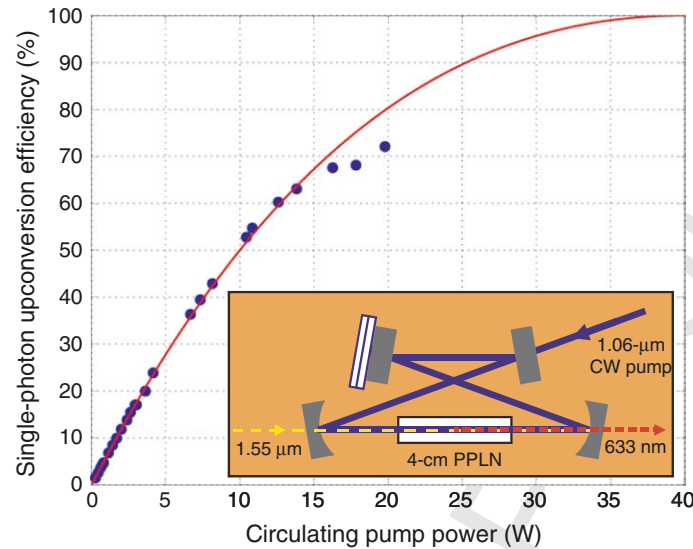 100
90
80
70
60
50
40
30
20
10
0
Single-photon upconversion efficiency (%)
0 5 10 15 20 25 30 35 40
Circulating pump power (W)
1.06-μm
CW pump
1.55 μm
633 nm
4-cm PPLN